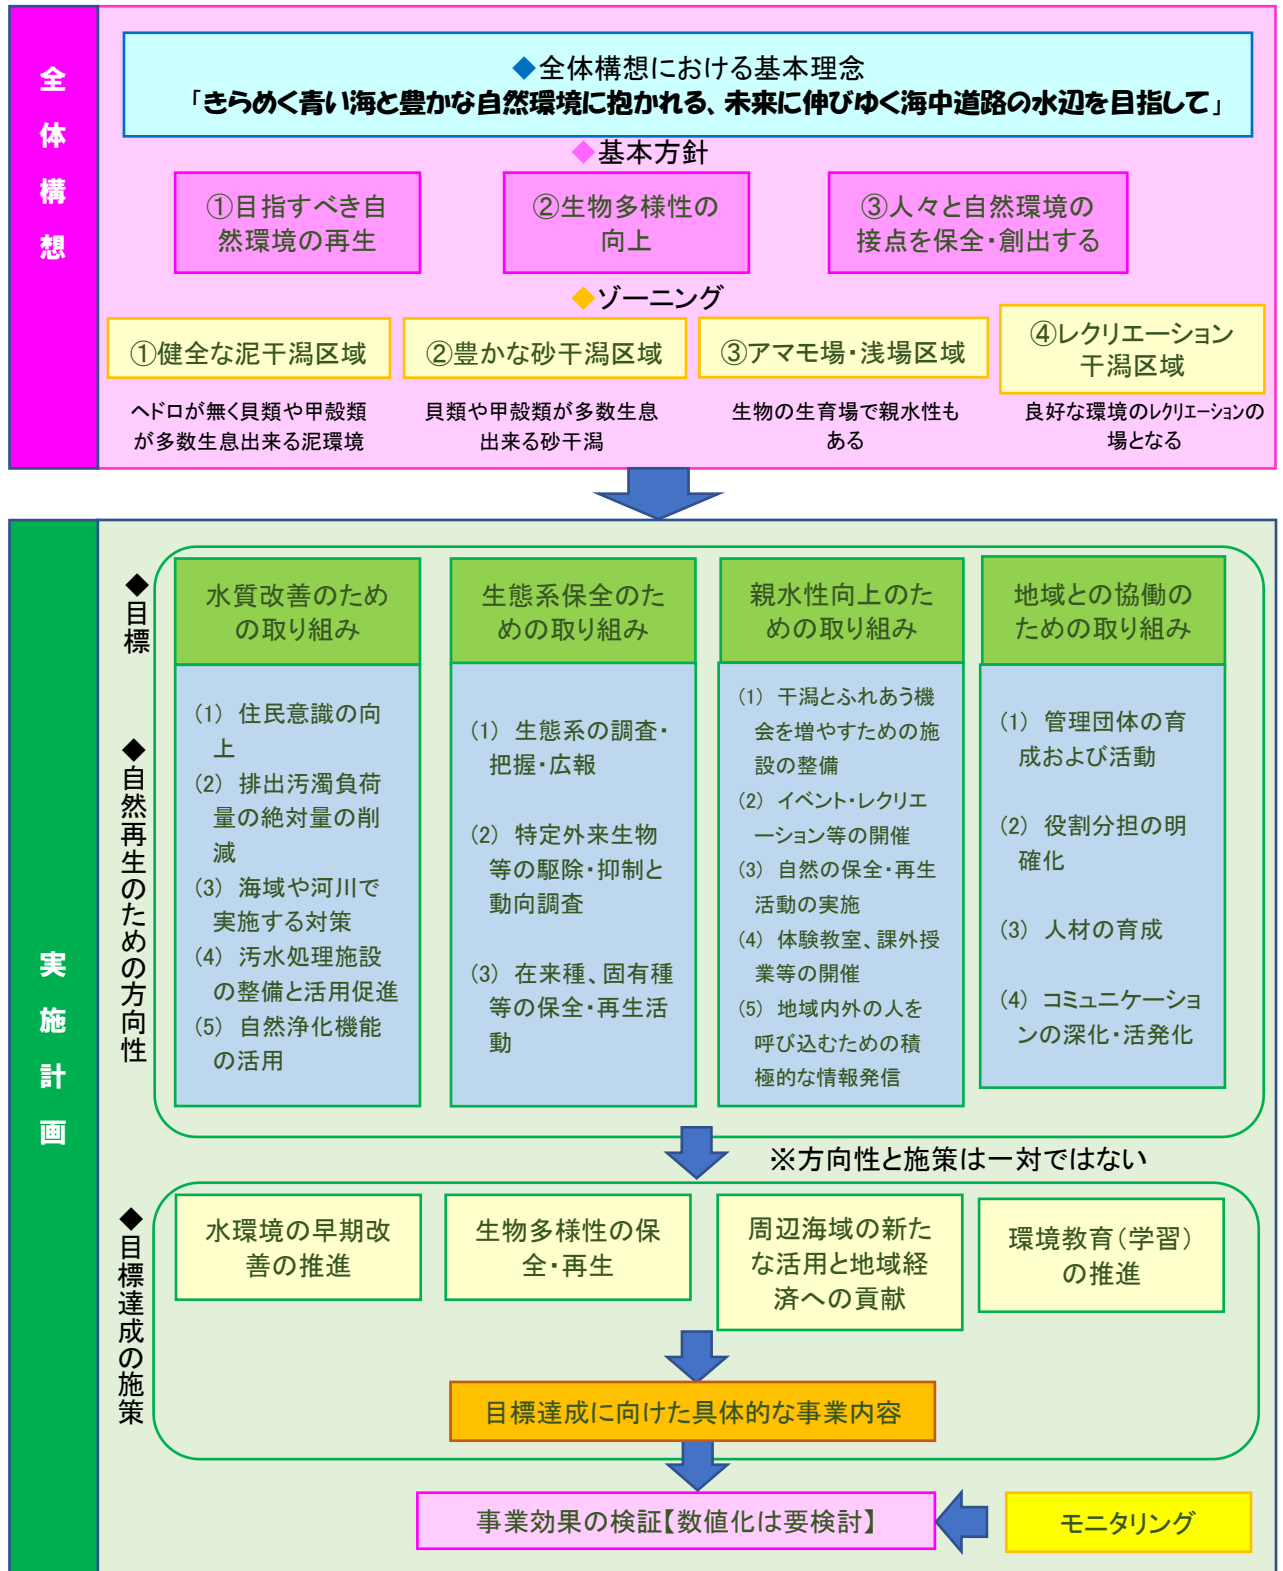 全体構想
◆全体構想における基本理念
「きらめく青い海と豊かな自然環境に抱かれる、未来に伸びゆく海中道路の水辺を目指して」
◆基本方針
①目指すべき自
然環境の再生
②生物多様性の
向上
③人々と自然環境の
接点を保全・創出する
◆ゾーニング
①健全な泥干潟区域
ヘドロが無く貝類や甲殻類
が多数生息出来る泥環境
②豊かな砂干潟区域
貝類や甲殻類が多数生息
出来る砂干潟
③アマモ場・浅場区域
生物の生育場で親水性も
ある
④レクリエーション
干潟区域
良好な環境のレクリエーションの
場となる
実施計画
◆目標
水質改善のため
の取り組み
生態系保全のた
めの取り組み
親水性向上のた
めの取り組み
地域との協働の
ための取り組み
◆自然再生のための方向性
(1) 住民意識の向
上
(2) 排出汚濁負荷
量の絶対量の削
減
(3) 海域や河川で
実施する対策
(4) 汚水処理施設
の整備と活用促進
(5) 自然浄化機能
の活用
(1) 生態系の調査・
把握・広報
(2) 特定外来生物
等の駆除・抑制と
動向調査
(3) 在来種、固有種
等の保全・再生活
動
(1) 干潟とふれあう機
会を増やすための施
設の整備
(2) イベント・レクリエ
ーション等の開催
(3) 自然の保全・再生
活動の実施
(4) 体験教室、課外授
業等の開催
(5) 地域内外の人を
呼び込むための積
極的な情報発信
(1) 管理団体の育
成および活動
(2) 役割分担の明
確化
(3) 人材の育成
(4) コミュニケーショ
ンの深化・活発化
※方向性と施策は一対ではない
◆目標達成の施策
水環境の早期改
善の推進
生物多様性の保
全・再生
周辺海域の新た
な活用と地域経
済への貢献
環境教育（学習）
の推進
目標達成に向けた具体的な事業内容
事業効果の検証【数値化は要検討】
モニタリング